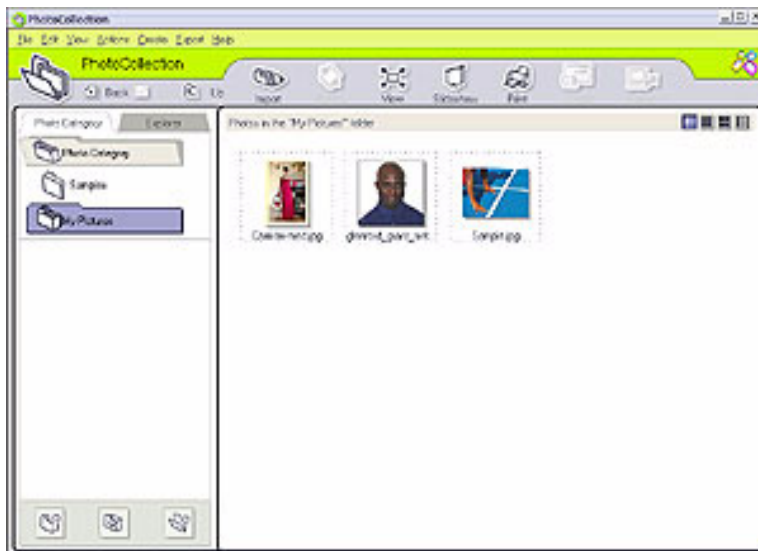 PhotoCollection
File Edit View Actions Create Export Help
PhotoCollection
Back Up
Import View Slideshow Print
Photo Category Explorer
Photos in the "My Pictures" folder
Photo Category
Samples
My Pictures
Sample.jpg